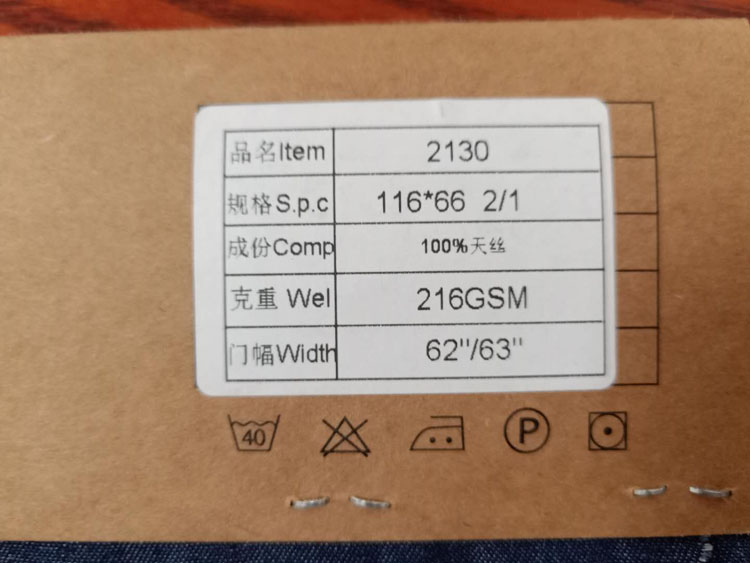 品名Item 2130
规格S.p.c 116*66 2/1
成份Comp 100%天丝
克重 Wel 216GSM
门幅Width 62"/63"
40 P